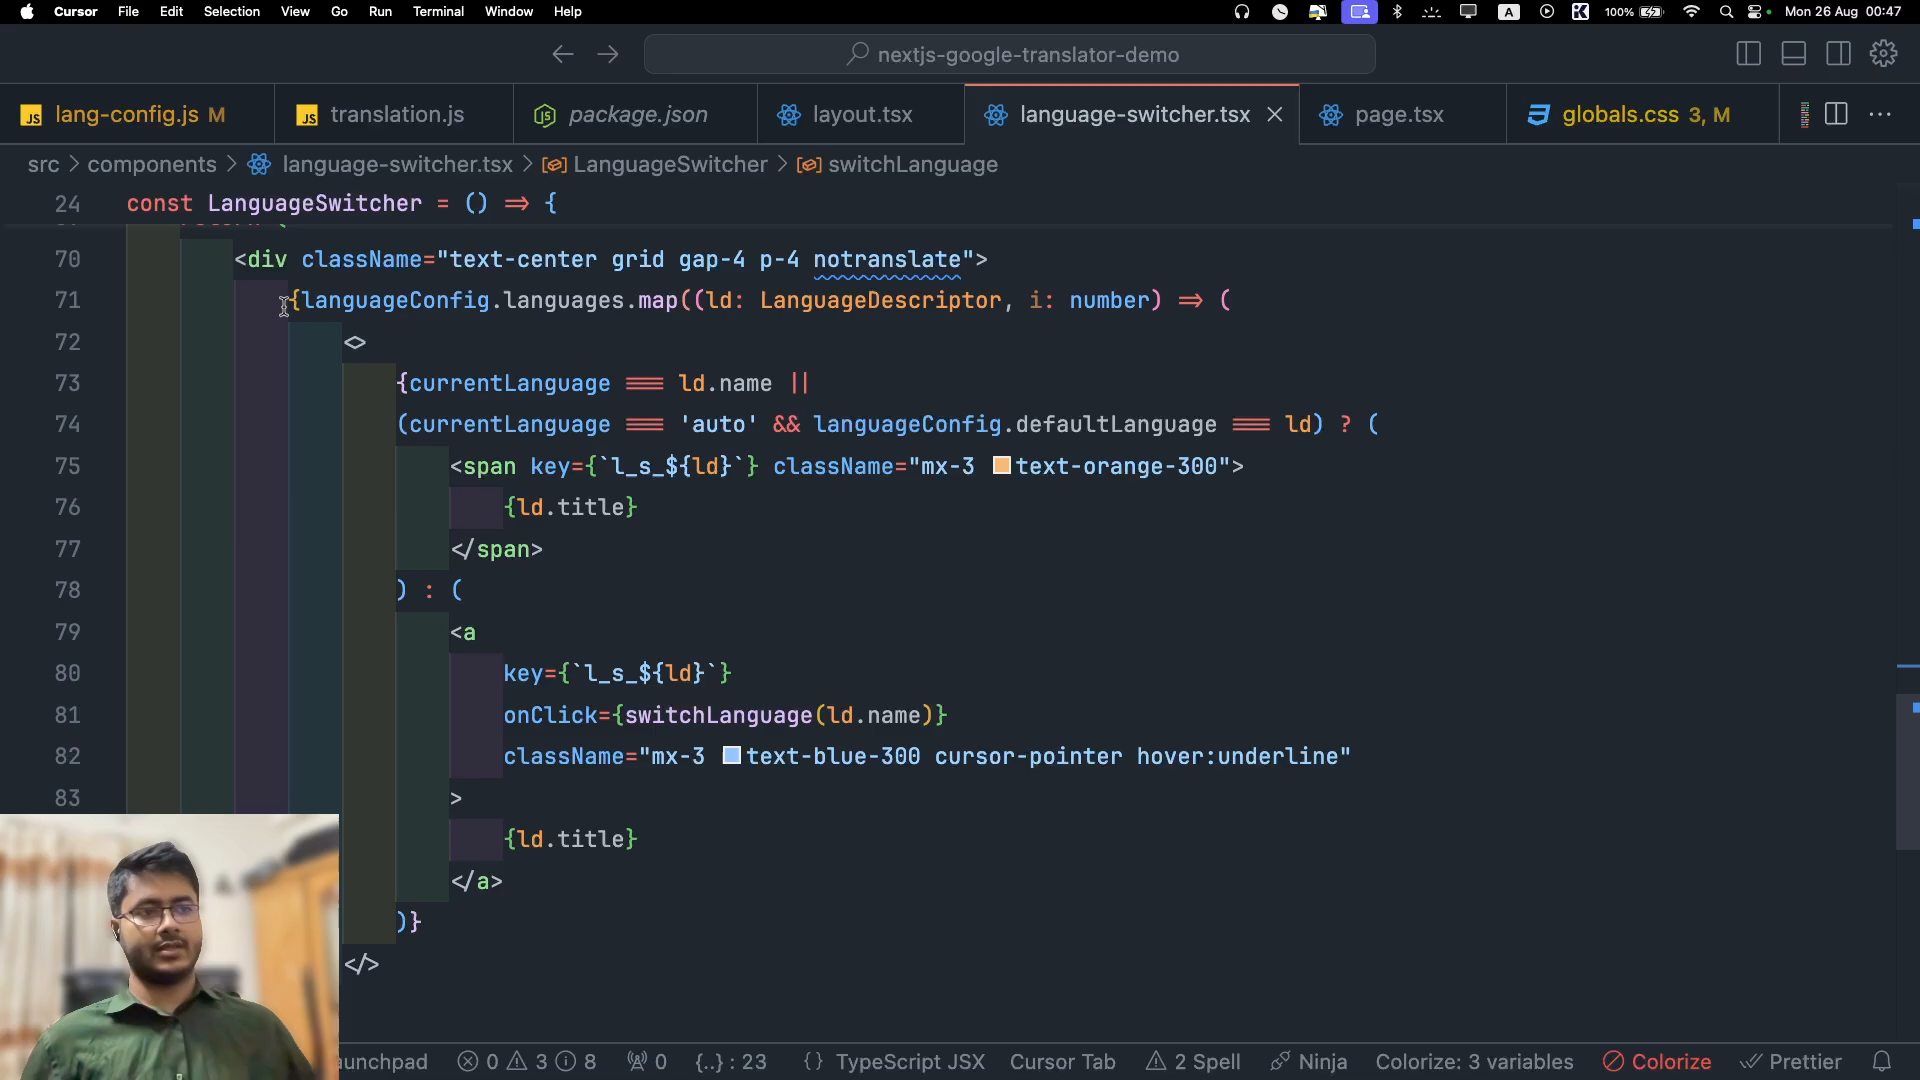 Cursor File Edit Selection View Go Run Terminal Window Help A 100% Mon 26 Aug 00:47
nextjs-google-translator-demo
JS lang-config.js M JS translation.js package.json layout.tsx language-switcher.tsx page.tsx globals.css 3, M
src > components > language-switcher.tsx > LanguageSwitcher > switchLanguage
24 const LanguageSwitcher = () => {
70 <div className="text-center grid gap-4 p-4 notranslate">
71 {languageConfig.languages.map((ld: LanguageDescriptor, i: number) => (
72 <>
73 {currentLanguage === ld.name ||
74 (currentLanguage === 'auto' && languageConfig.defaultLanguage === ld) ? (
75 <span key={`l_s_${ld}`} className="mx-3 text-orange-300">
76 {ld.title}
77 </span>
78 ) : (
79 <a
80 key={`l_s_${ld}`}
81 onClick={switchLanguage(ld.name)}
82 className="mx-3 text-blue-300 cursor-pointer hover:underline"
83 >
{ld.title}
</a>
)}
</>
aunchpad 0 3 8 0 {..} : 23 {} TypeScript JSX Cursor Tab 2 Spell Ninja Colorize: 3 variables Colorize Prettier